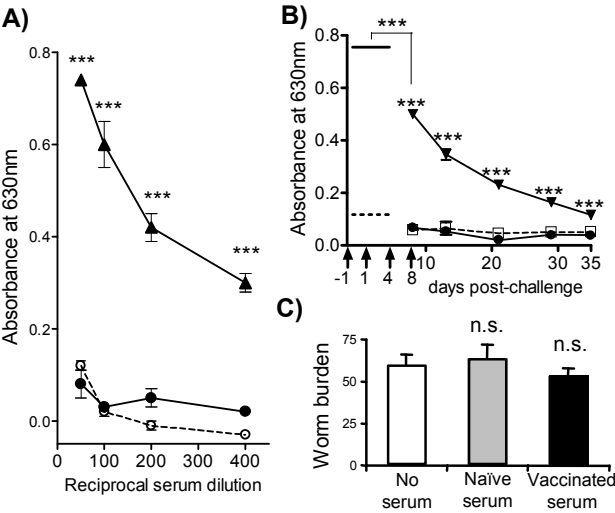 A)
Absorbance at 630nm
0.8
0.6
0.4
0.2
0.0
***
***
***
***
0
100
200
300
400
Reciprocal serum dilution
B)
Absorbance at 630nm
0.8
0.6
0.4
0.2
0.0
***
***
***
***
***
***
-1
1
4
8
10
20
30
35
days post-challenge
C)
Worm burden
75
50
25
0
n.s.
n.s.
No
serum
Naïve
serum
Vaccinated
serum